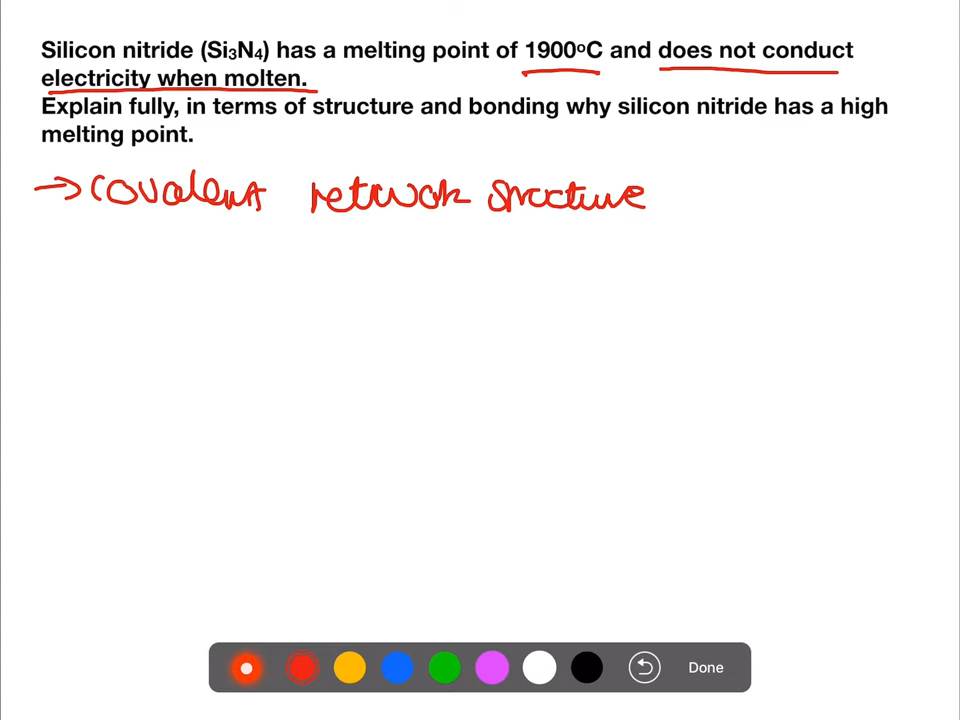 Silicon nitride (Si₃N₄) has a melting point of 1900ºC and does not conduct
electricity when molten.
Explain fully, in terms of structure and bonding why silicon nitride has a high
melting point.
→ covalent network structure
Done